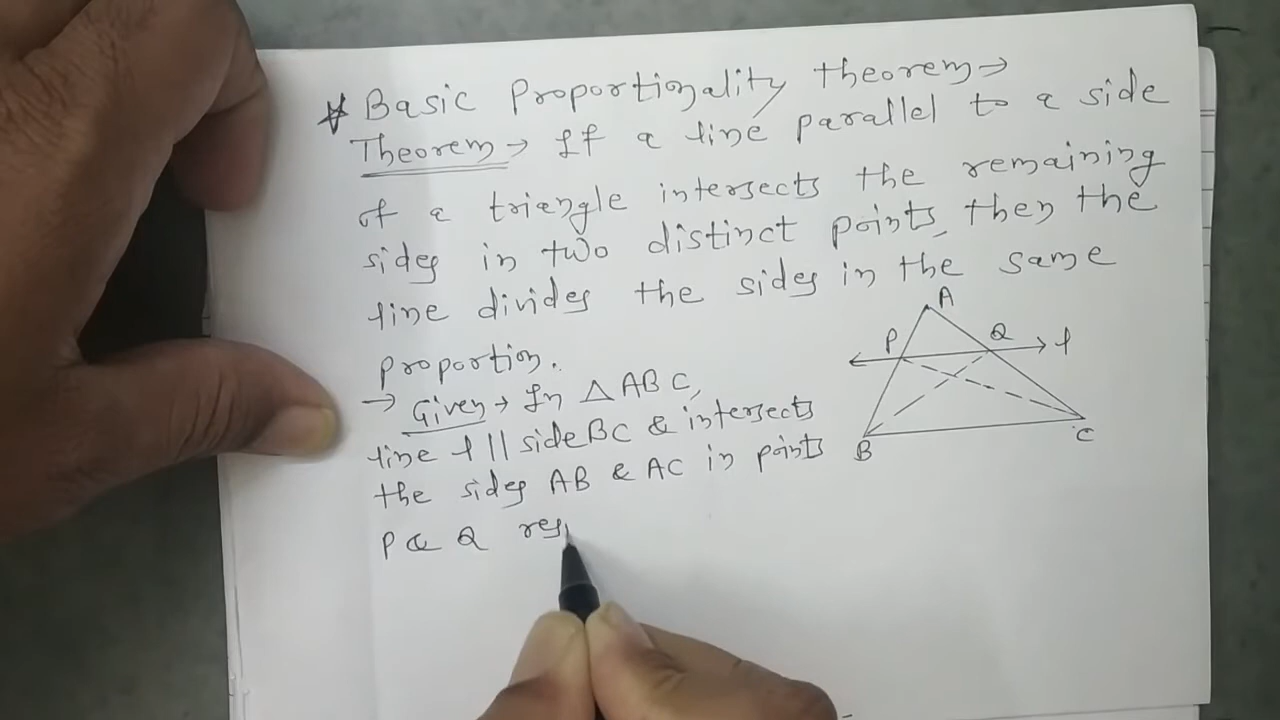 * Basic Proportionality theorem →
Theorem → If a line parallel to a side
of a triangle intersects the remaining
sides in two distinct points, then the
line divides the sides in the same
proportion.
→ Given → In △ ABC,
line l || side BC & intersects
the sides AB & AC in points
P & Q res
A
P Q l
B C